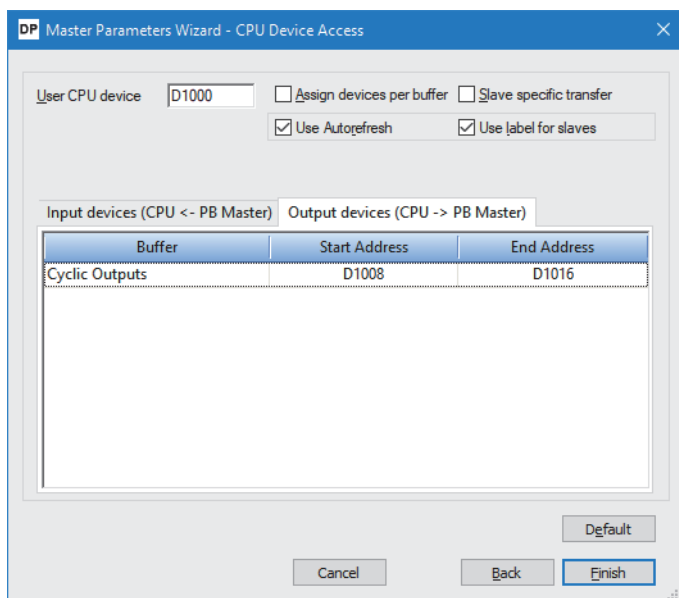 DP Master Parameters Wizard - CPU Device Access
User CPU device D1000 Assign devices per buffer Slave specific transfer
Use Autorefresh Use label for slaves
Input devices (CPU <- PB Master) Output devices (CPU -> PB Master)
Buffer Start Address End Address
Cyclic Outputs D1008 D1016
Default
Cancel Back Finish